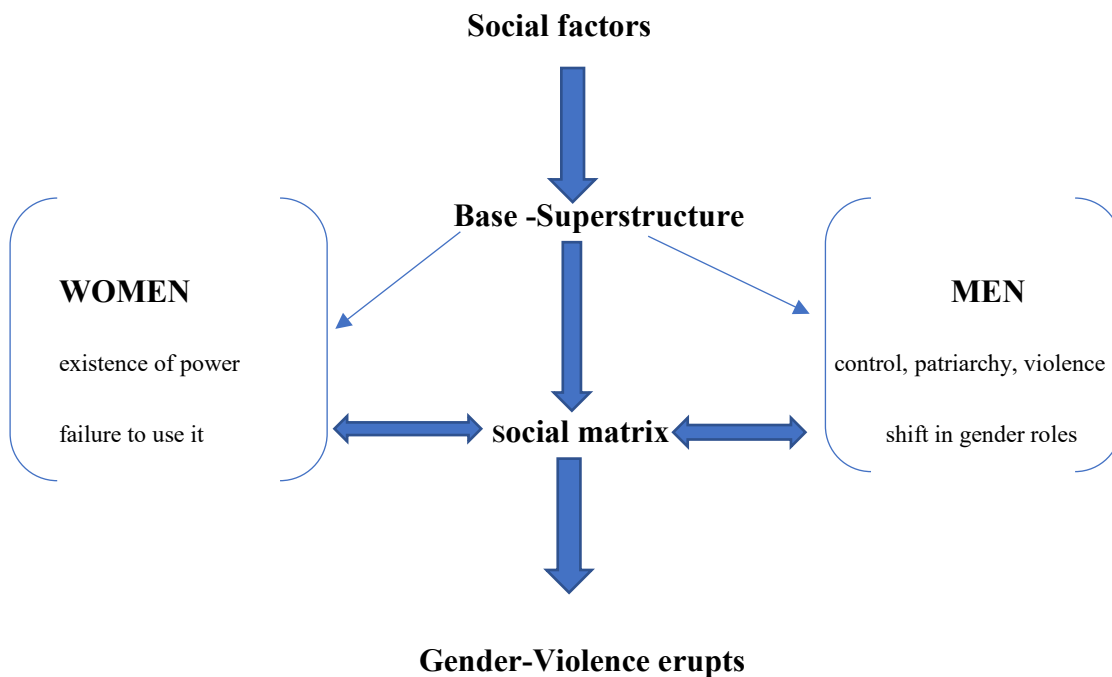 Social factors
Base -Superstructure
WOMEN
MEN
existence of power
control, patriarchy, violence
failure to use it
Social matrix
shift in gender roles
Gender-Violence erupts